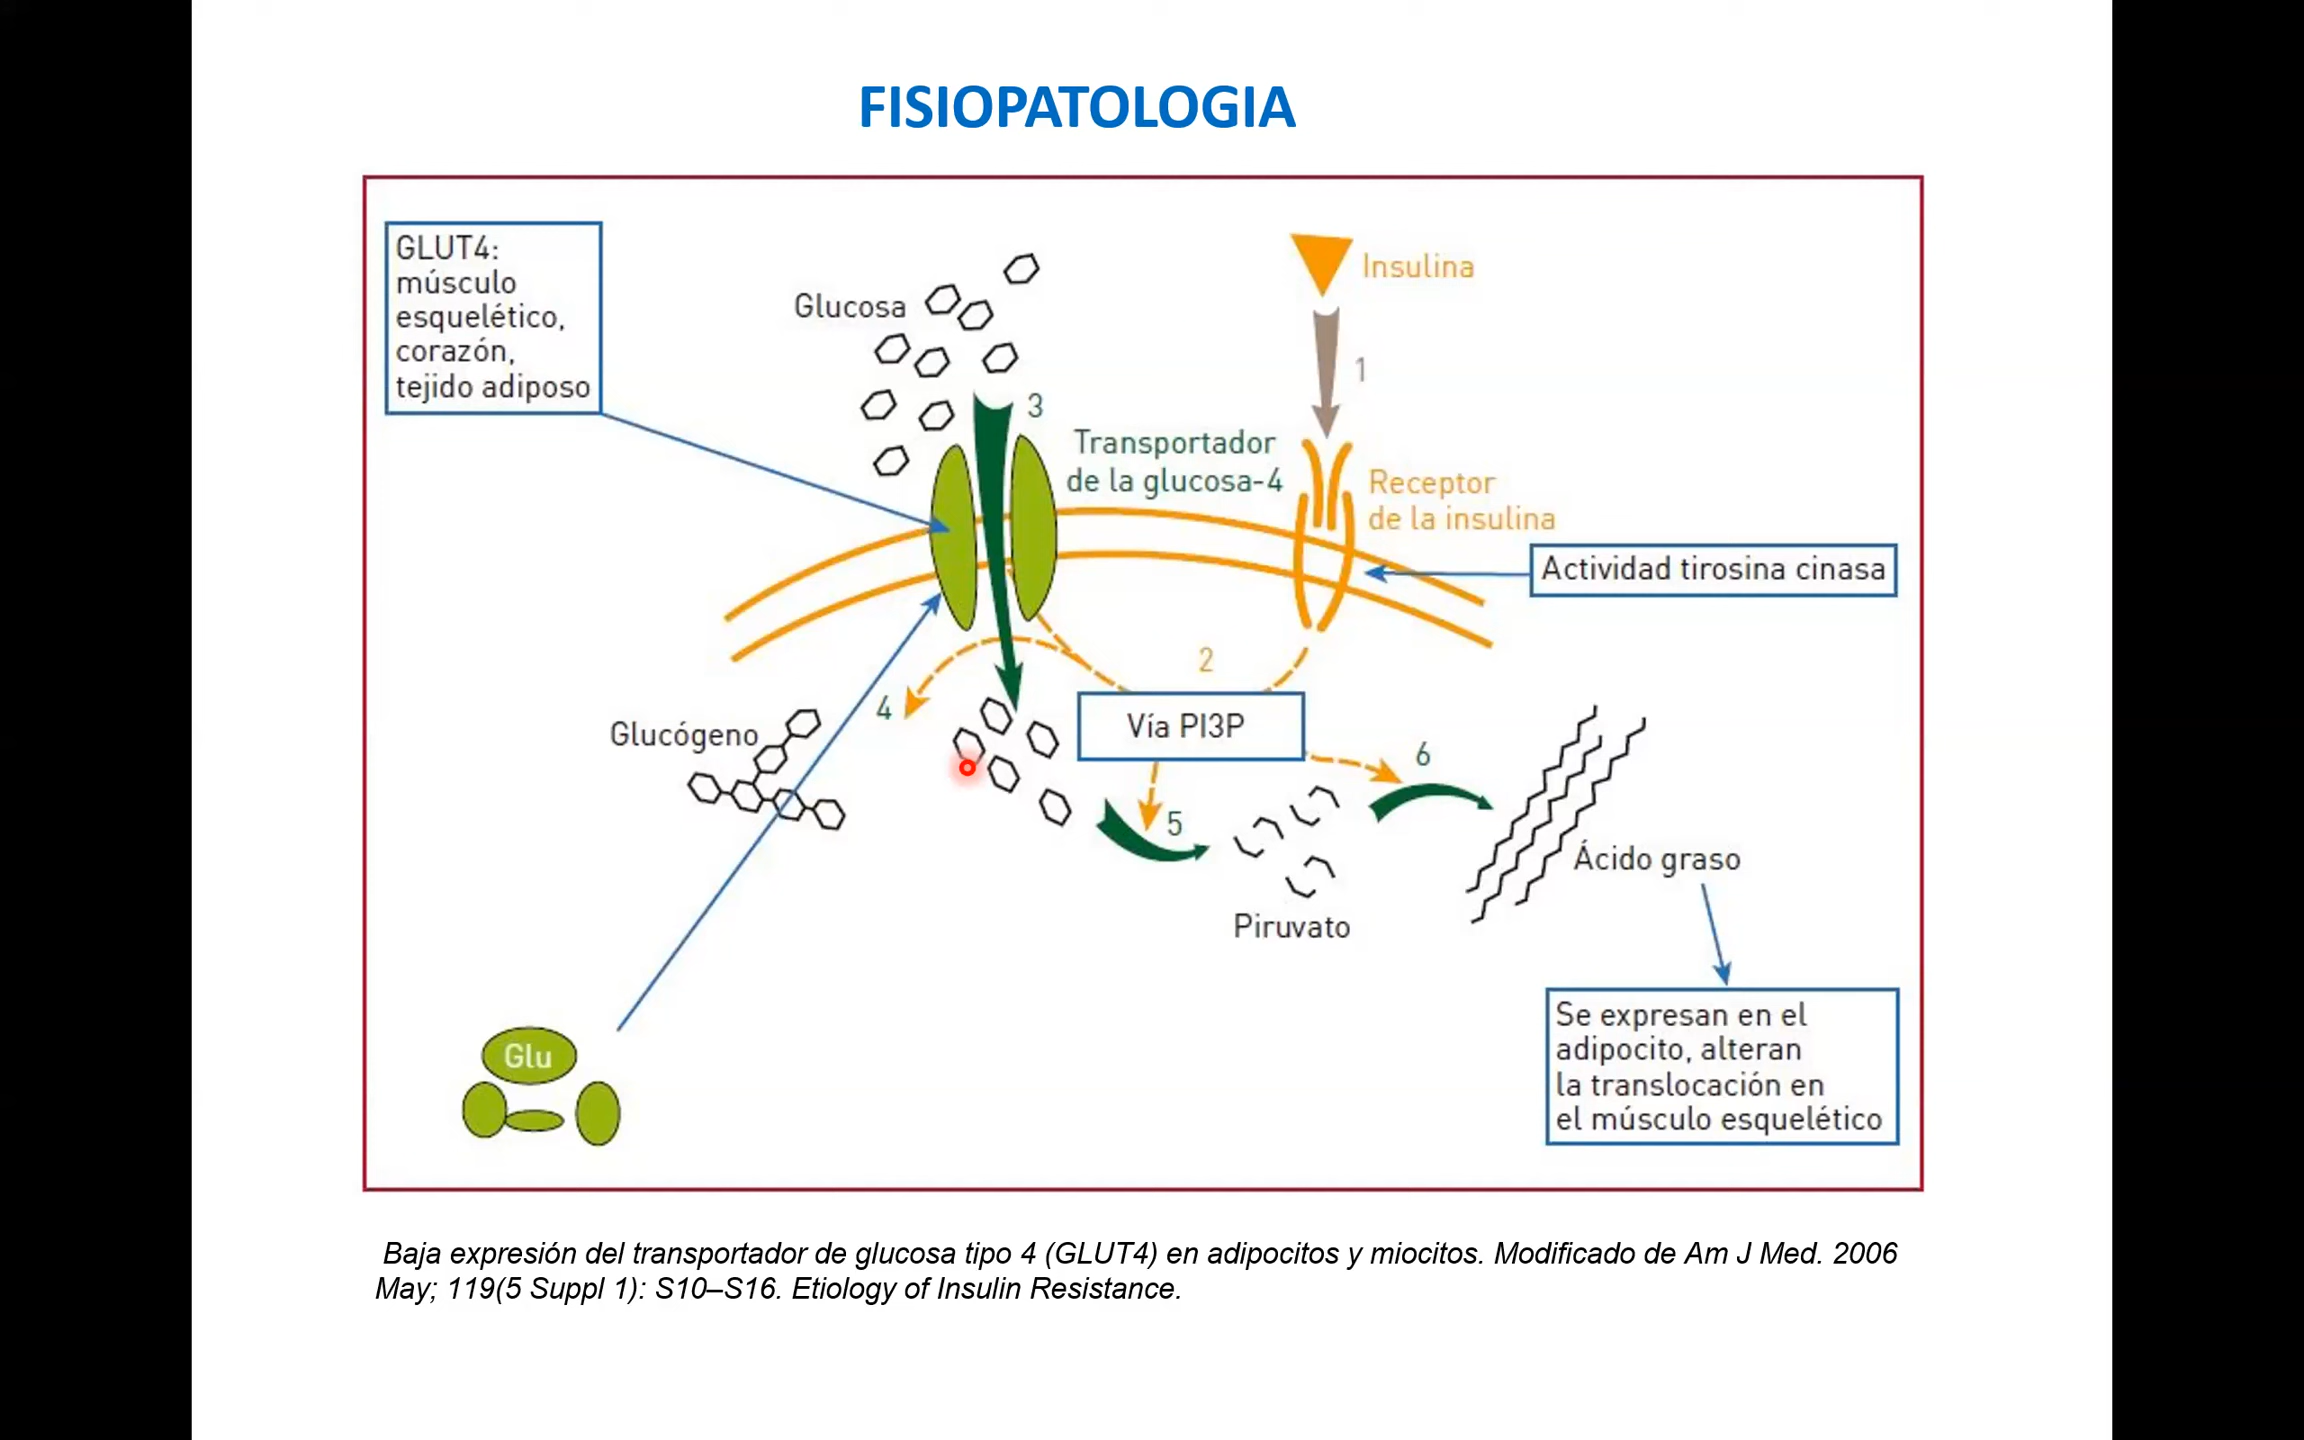 FISIOPATOLOGIA
GLUT4:
músculo
esquelético,
corazón,
tejido adiposo
Glucosa
Insulina
1
3
Transportador
de la glucosa-4
Receptor
de la insulina
Actividad tirosina cinasa
2
4
Glucógeno
Vía PI3P
6
5
Ácido graso
Piruvato
Se expresan en el
adipocito, alteran
la translocación en
el músculo esquelético
Glu
Baja expresión del transportador de glucosa tipo 4 (GLUT4) en adipocitos y miocitos. Modificado de Am J Med. 2006
May; 119(5 Suppl 1): S10–S16. Etiology of Insulin Resistance.